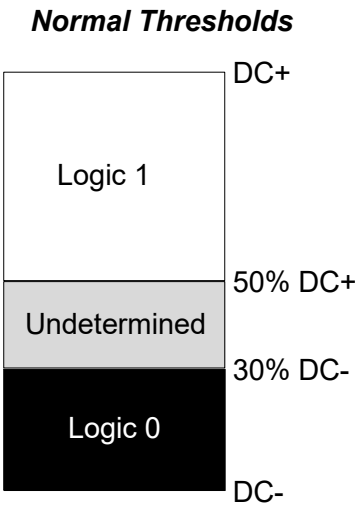 Normal Thresholds
DC+
Logic 1
50% DC+
Undetermined
30% DC-
Logic 0
DC-